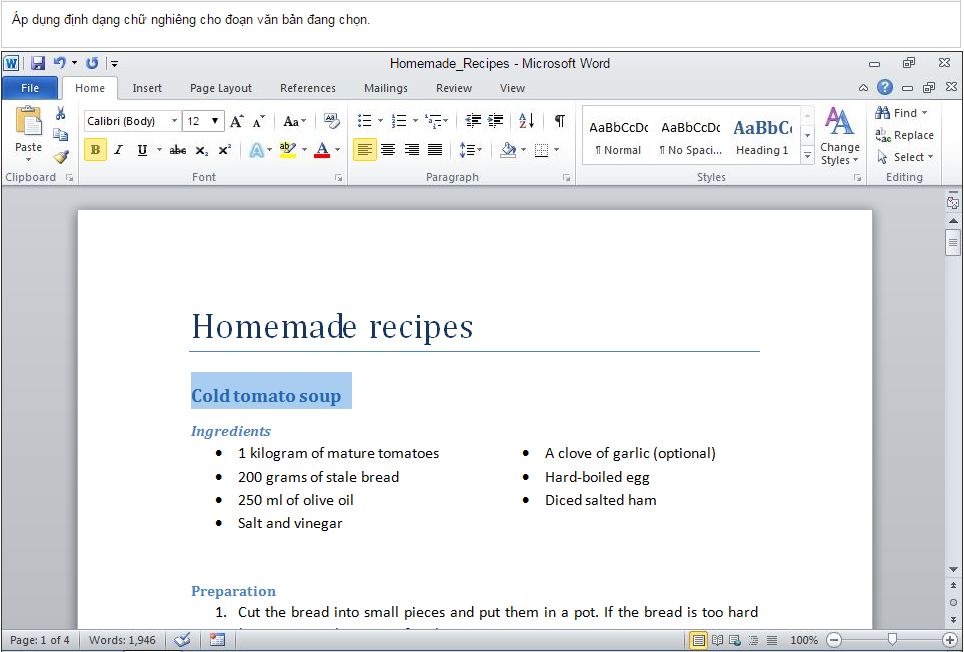 Áp dụng định dạng chữ nghiêng cho đoạn văn bản đang chọn.
Homemade_Recipes - Microsoft Word
File Home Insert Page Layout References Mailings Review View
Calibri (Body) 12 Aa
AaBbCcDc AaBbCcDc AaBbC
¶ Normal ¶ No Spaci... Heading 1
Paste
B I U abc X₂ X² A ab A
Change
Styles
Find
Replace
Select
Clipboard Font Paragraph Styles Editing
Homemade recipes
Cold tomato soup
Ingredients
• 1 kilogram of mature tomatoes
• 200 grams of stale bread
• 250 ml of olive oil
• Salt and vinegar
• A clove of garlic (optional)
• Hard-boiled egg
• Diced salted ham
Preparation
1. Cut the bread into small pieces and put them in a pot. If the bread is too hard
Page: 1 of 4 Words: 1,946 100%